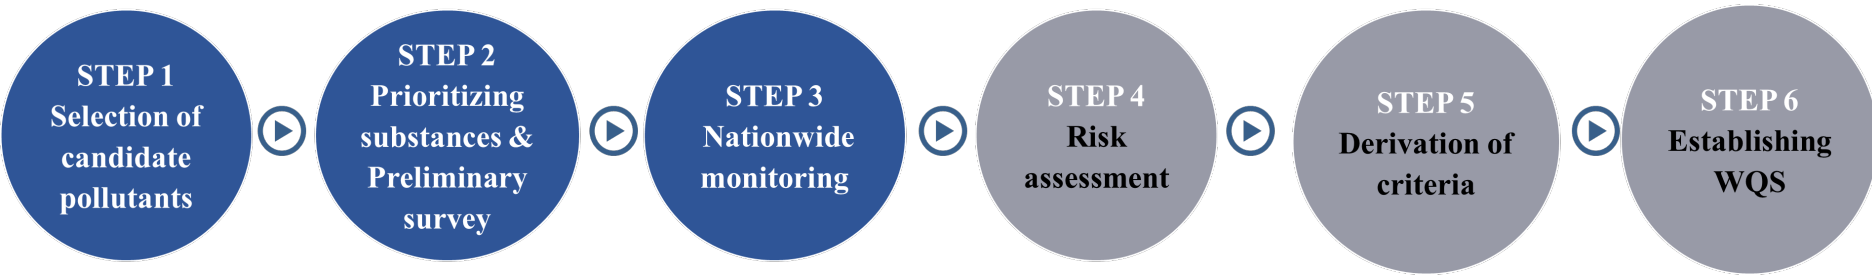 STEP 1
Selection of
candidate
pollutants
STEP 2
Prioritizing
substances &
Preliminary
survey
STEP 3
Nationwide
monitoring
STEP 4
Risk
assessment
STEP 5
Derivation of
criteria
STEP 6
Establishing
WQS